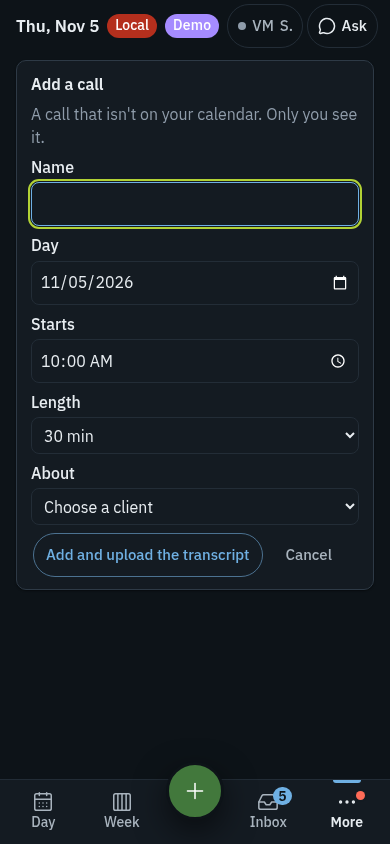 Thu, Nov 5 Local Demo VM S. Ask
Add a call
A call that isn't on your calendar. Only you see
it.
Name
Day
11/05/2026
Starts
10:00 AM
Length
30 min
About
Choose a client
Add and upload the transcript Cancel
5
Day Week Inbox More